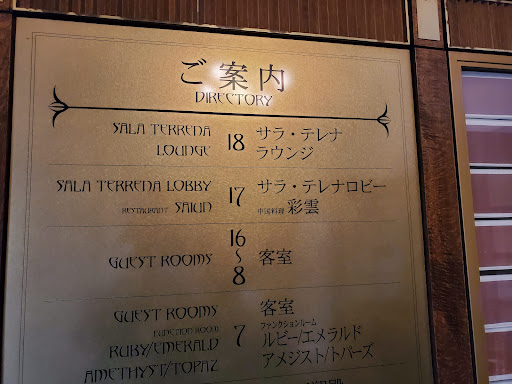 ご案内
DIRECTORY
SALA TERRENA LOUNGE 18 サラ・テレナ ラウンジ
SALA TERRENA LOBBY 17 サラ・テレナロビー
RESTAURANT SAIUN 中国料理 彩雲
GUEST ROOMS 16~8 客室
GUEST ROOMS 7 客室
FUNCTION ROOM ファンクションルーム
RUBY/EMERALD ルビー/エメラルド
AMETHYST/TOPAZ アメジスト/トパーズ